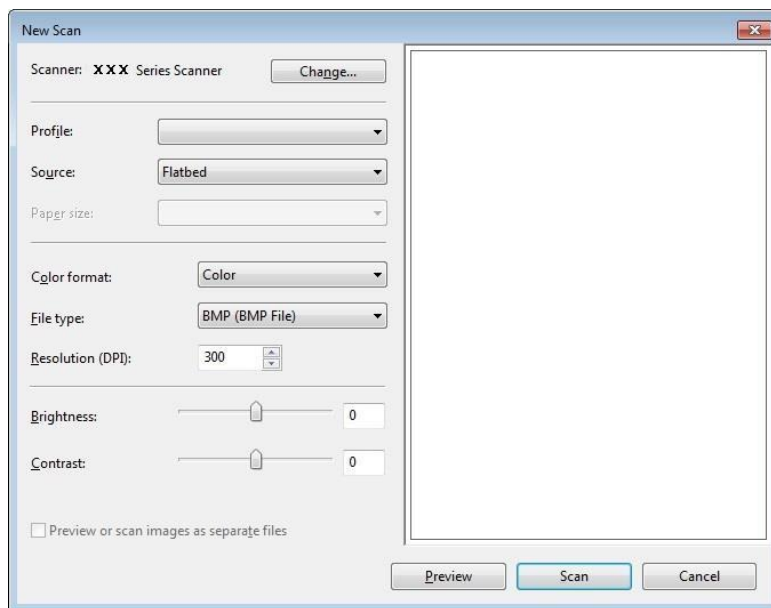 New Scan
Scanner: XXX Series Scanner Change...
Profile:
Source: Flatbed
Paper size:
Color format: Color
File type: BMP (BMP File)
Resolution (DPI): 300
Brightness: 0
Contrast: 0
Preview or scan images as separate files
Preview Scan Cancel